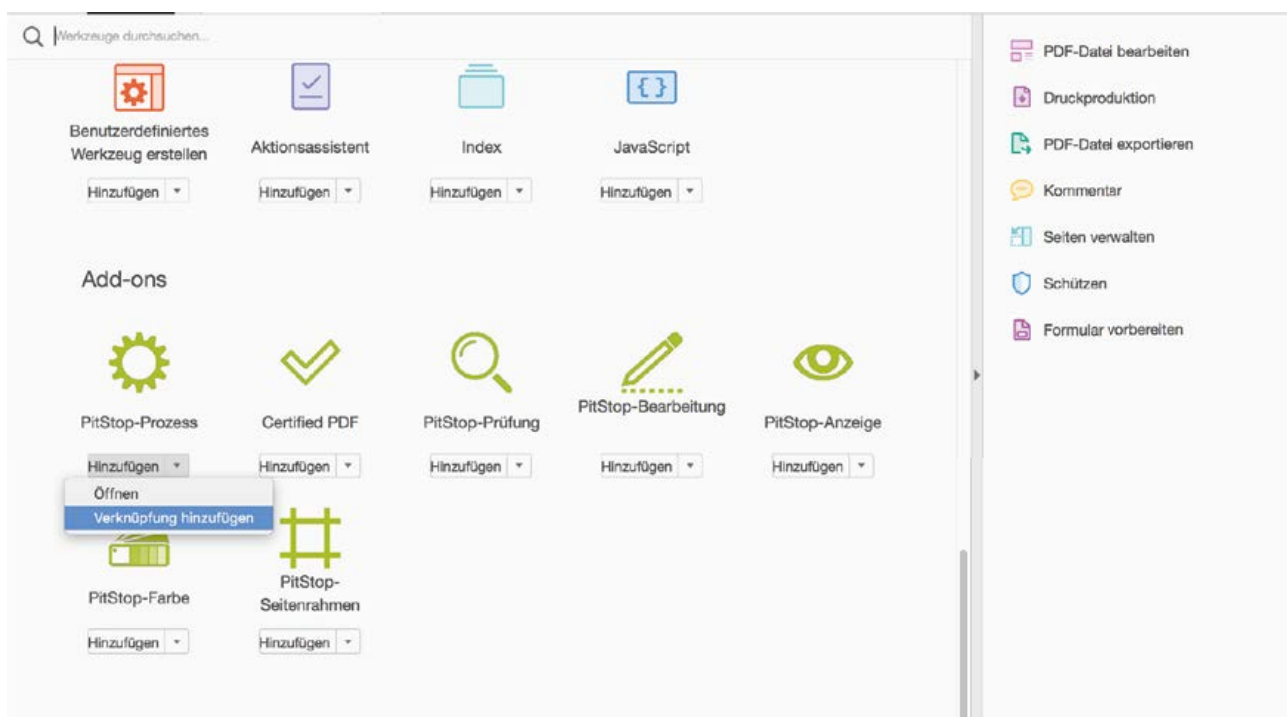 Werkzeuge durchsuchen...
Benutzerdefiniertes
Werkzeug erstellen
Aktionsassistent
Index
JavaScript
Hinzufügen
Hinzufügen
Hinzufügen
Hinzufügen
Add-ons
PitStop-Prozess
Certified PDF
PitStop-Prüfung
PitStop-Bearbeitung
PitStop-Anzeige
Hinzufügen
Hinzufügen
Hinzufügen
Hinzufügen
Hinzufügen
Öffnen
Verknüpfung hinzufügen
PitStop-Farbe
PitStop-
Seitenrahmen
Hinzufügen
Hinzufügen
PDF-Datei bearbeiten
Druckproduktion
PDF-Datei exportieren
Kommentar
Seiten verwalten
Schützen
Formular vorbereiten